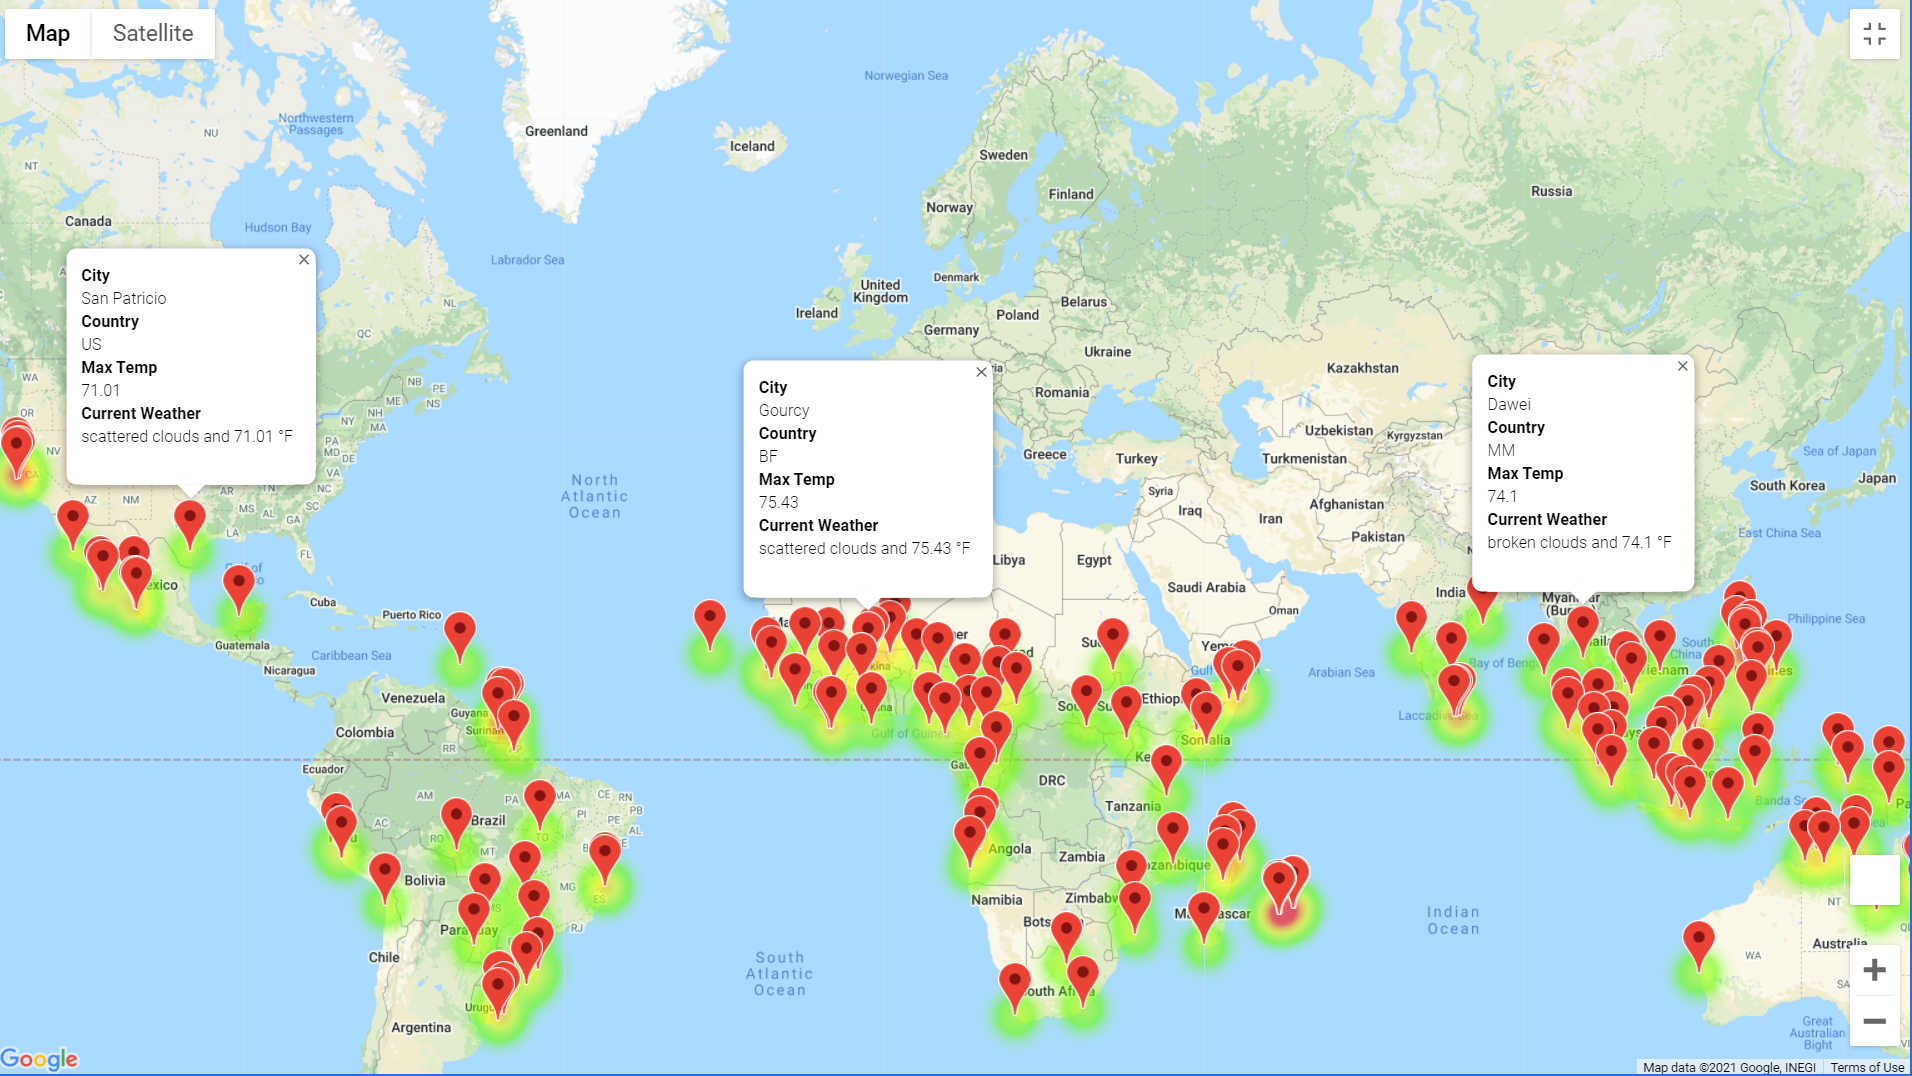 Map
Satellite
Norwegian Sea
Northwestern
Passages
NU
Greenland
Iceland
Sweden
NT
Finland
Russia
Norway
Canada
Hudson Bay
Labrador Sea
Denmark
United
Kingdom
NL
Ireland
Belarus
Poland
Germany
QC
Ukraine
Kazakhstan
WA
NB
PE
NS
ME
OR
NY
NH
MA
Romania
Uzbekistan
Kyrgyzstan
PA
MD
DE
NV
WV
VA
Greece
Turkey
Turkmenistan
Sea of Japan
South Korea
Japan
CA
TN
NC
AR
AZ
NM
MS
AL
SC
GA
LA
FL
Syria
Iraq
Iran
Afghanistan
Pakistan
East China Sea
North
Atlantic
Ocean
City
San Patricio
Country
US
Max Temp
71.01
Current Weather
scattered clouds and 71.01 °F
City
Gourcy
Country
BF
Max Temp
75.43
Current Weather
scattered clouds and 75.43 °F
City
Dawei
Country
MM
Max Temp
74.1
Current Weather
broken clouds and 74.1 °F
Libya
Egypt
Saudi Arabia
Oman
India
Cuba
Puerto Rico
Guatemala
Caribbean Sea
Nicaragua
Philippine Sea
South
Arabian Sea
Venezuela
Guyana
Colombia
RR
AP
Ecuador
Gulf of Guinea
Somalia
Laccadive Sea
DRC
Tanzania
Banda Sea
AM
PA
MA
CE
RN
PB
PI
PE
AL
SE
AC
RO
TO
Brazil
MT
Bolivia
MG
ES
MS
RJ
Paraguay
Chile
Argentina
Angola
Zambia
Namibia
South
Atlantic
Ocean
Indian
Ocean
NT
WA
Australia
SA
Great
Australian
Bight
Google
Map data ©2021 Google, INEGI
Terms of Use